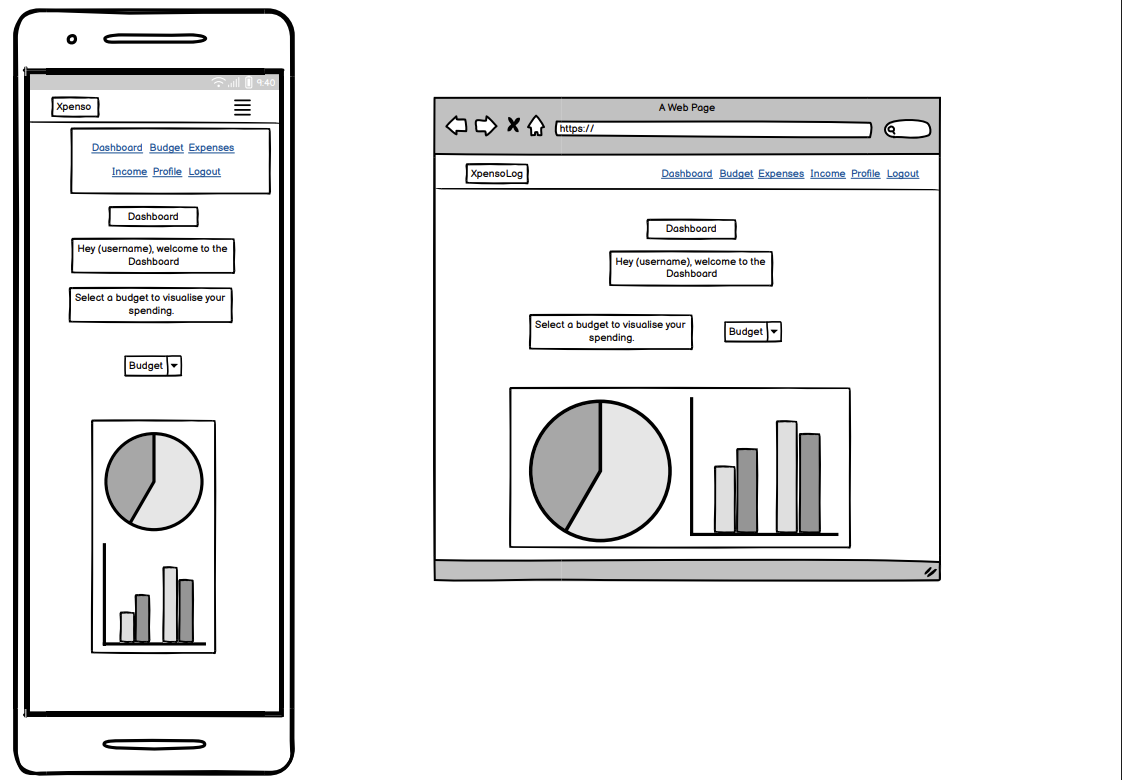 9:40
Xpenso
Dashboard Budget Expenses
Income Profile Logout
Dashboard
Hey (username), welcome to the
Dashboard
Select a budget to visualise your
spending.
Budget
A Web Page
https://
XpensoLog
Dashboard Budget Expenses Income Profile Logout
Dashboard
Hey (username), welcome to the
Dashboard
Select a budget to visualise your
spending.
Budget